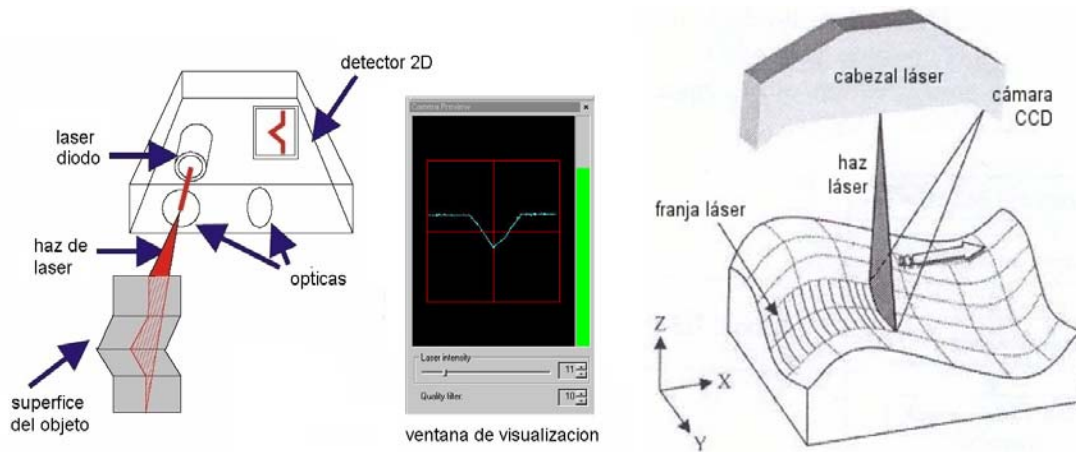 detector 2D
laser
diodo
haz de
laser
opticas
superfice
del objeto
Camera Preview
Laser intensity
11
Quality filter:
10
ventana de visualizacion
cabezal láser
cámara
CCD
haz
láser
franja láser
Z
X
Y